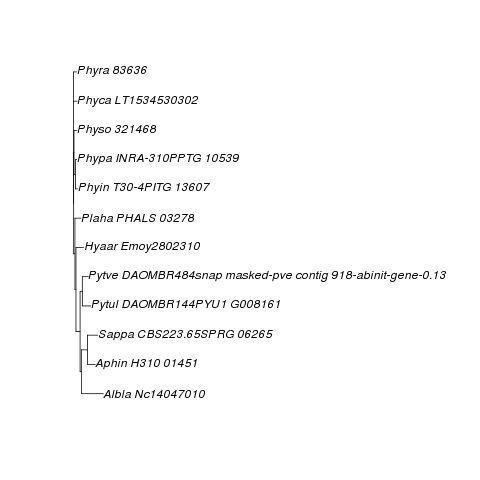 Phyra 83636
Phyca LT1534530302
Physo 321468
Phypa INRA-310PPTG 10539
Phyin T30-4PITG 13607
Plaha PHALS 03278
Hyaar Emoy2802310
Pytve DAOMBR484snap masked-pve contig 918-abinit-gene-0.13
Pytul DAOMBR144PYU1 G008161
Sappa CBS223.65SPRG 06265
Aphin H310 01451
Albla Nc14047010